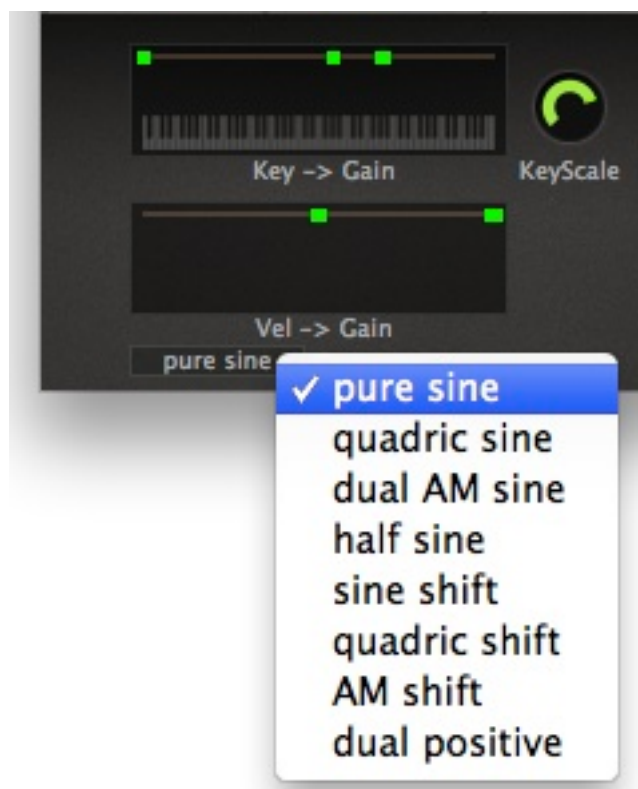 Key -> Gain
KeyScale
Vel -> Gain
pure sine
✓ pure sine
quadric sine
dual AM sine
half sine
sine shift
quadric shift
AM shift
dual positive